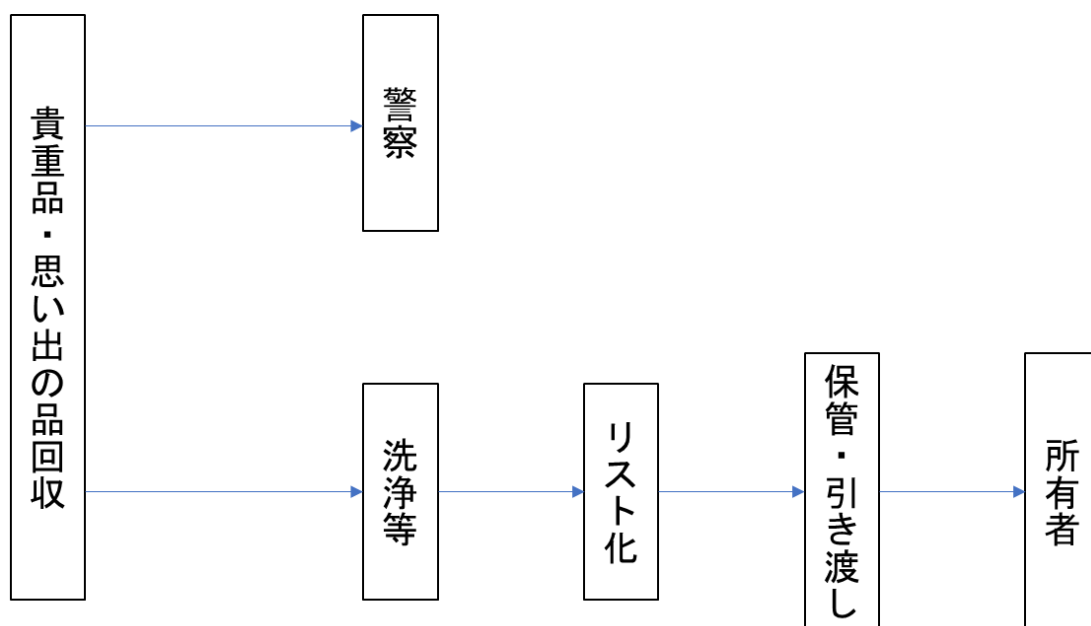 貴重品・思い出の品回収
警察
洗浄等
リスト化
保管・引き渡し
所有者